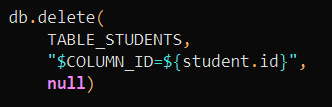 db.delete(
TABLE_STUDENTS,
"$COLUMN_ID=${student.id}",
null)